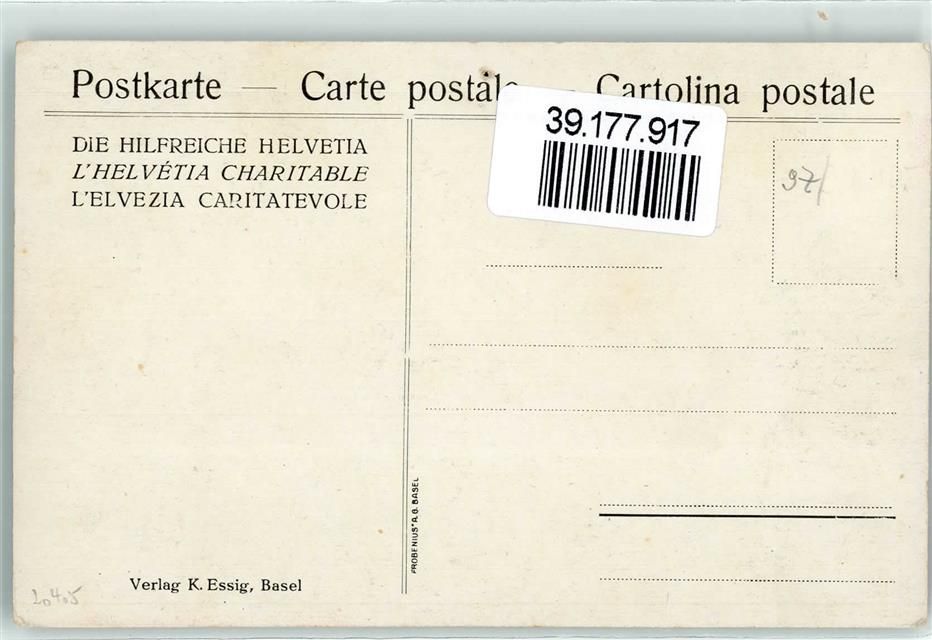 Postkarte — Carte postale — Cartolina postale
DIE HILFREICHE HELVETIA
L'HELVÉTIA CHARITABLE
L'ELVEZIA CARITATEVOLE
39.177.917
"FROBENIUS" A. G. BASEL
Verlag K. Essig, Basel